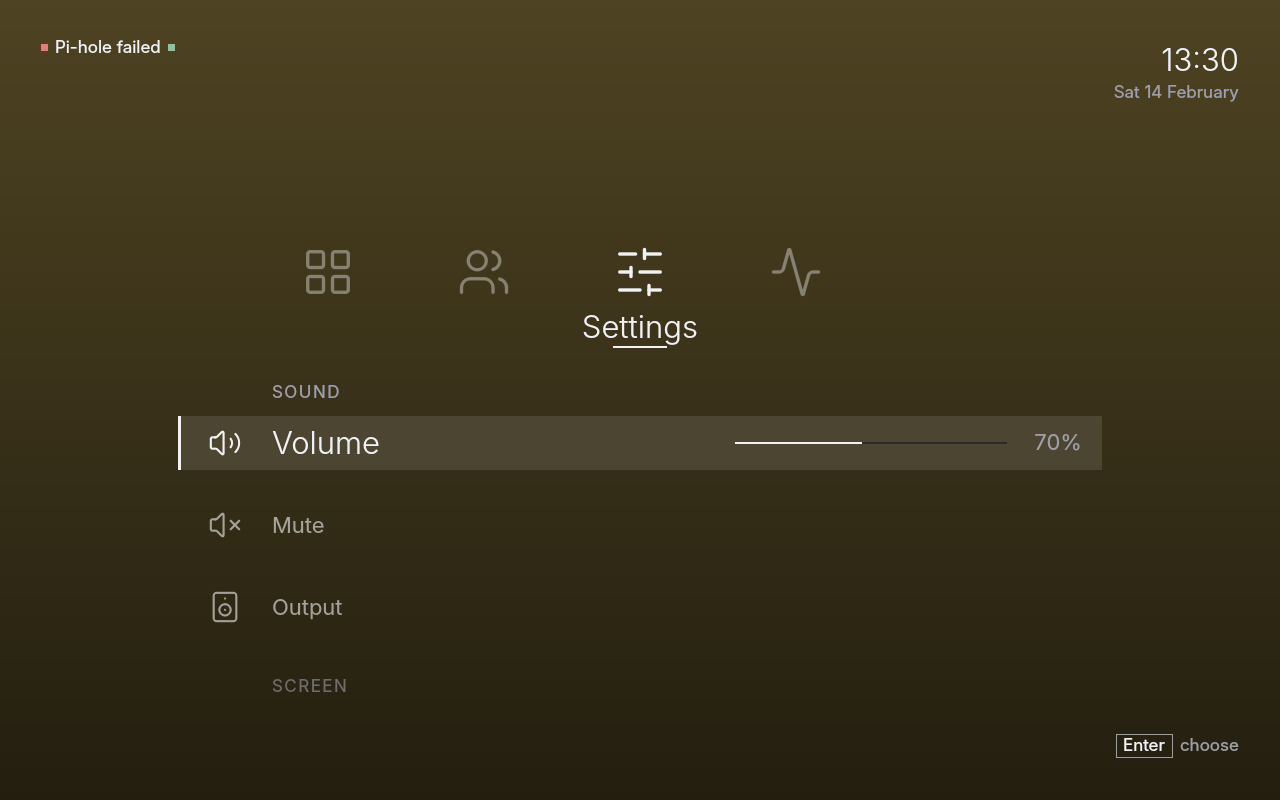 Pi-hole failed
13:30
Sat 14 February
Settings
SOUND
Volume 70%
Mute
Output
SCREEN
Enter choose